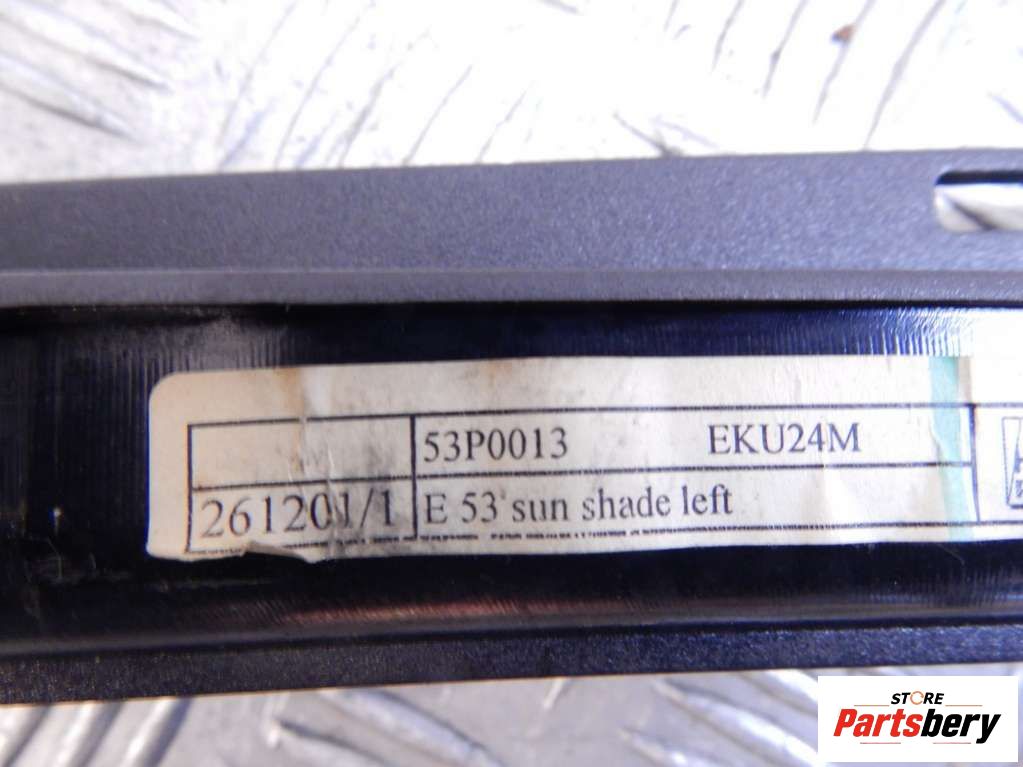 53P0013 EKU24M
261201/1 E 53 sun shade left
STORE
Partsbery